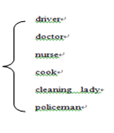 driver
doctor
nurse
cook
cleaning lady
policeman